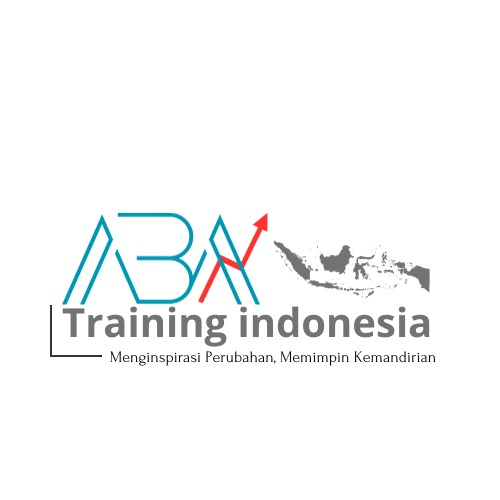 ABA
Training indonesia
Menginspirasi Perubahan, Memimpin Kemandirian